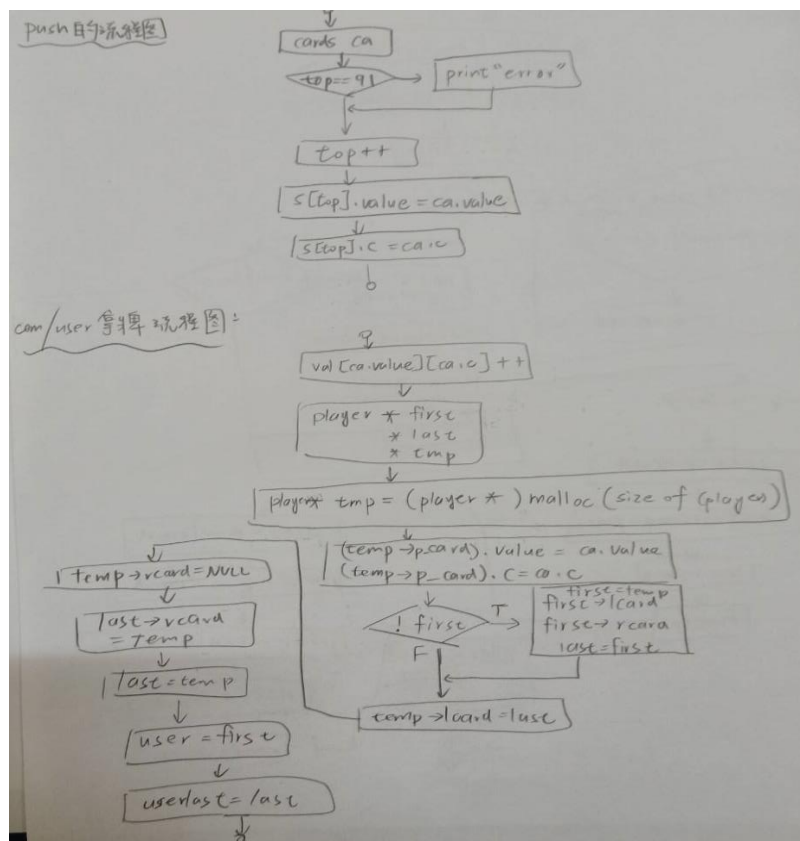 push的流程图
cards ca
top==91
print "error"
top++
s[top].value=ca.value
s[top].c=ca.c
com/user拿牌流程图:
val[ca.value][ca.c]++
player * first
* last
* tmp
player* tmp = (player *) malloc (size of (player)
(temp→p_card).value = ca.value
(temp→p_card).c=ca.c
! first
T
F
first=temp
first→lcard
first→rcard
last=first
temp→lcard=last
temp→rcard=NULL
last→rcard
=temp
last=temp
user=first
userlast=last